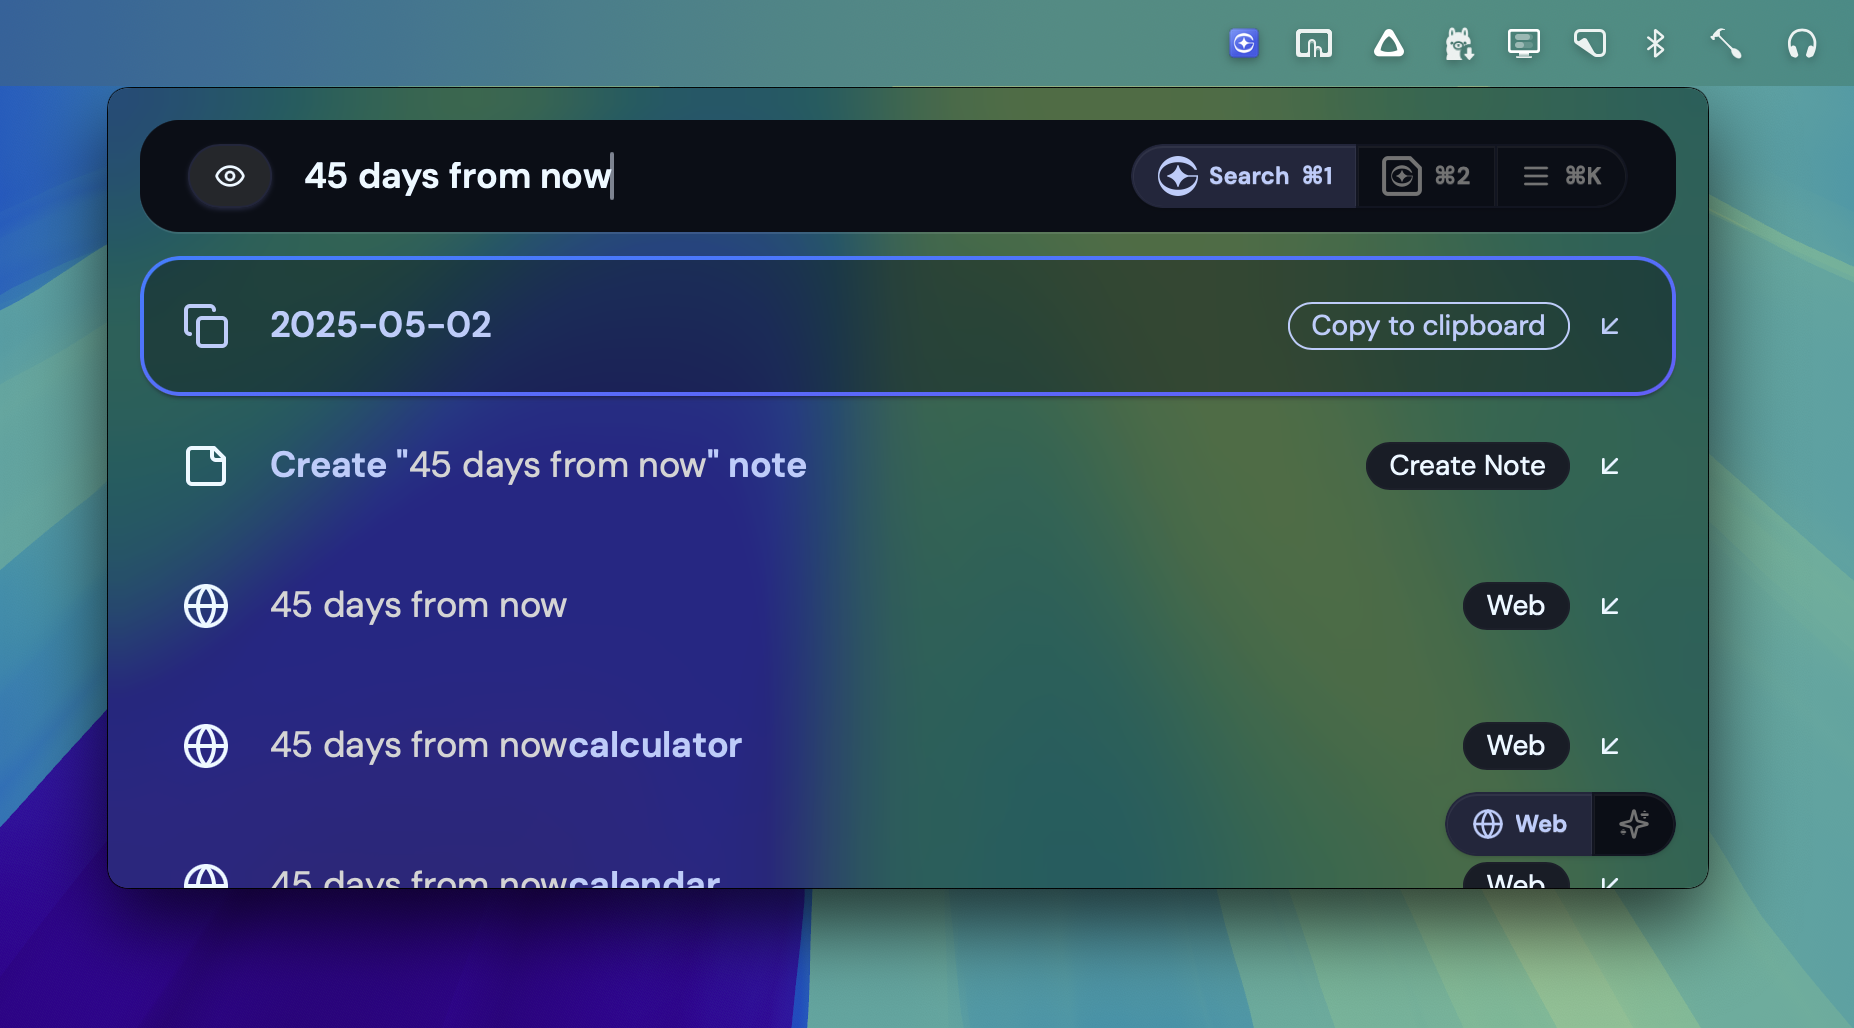 45 days from now
Search ⌘1
⌘2
⌘K
2025-05-02
Copy to clipboard
Create "45 days from now" note
Create Note
45 days from now
Web
45 days from nowcalculator
Web
Web
45 days from nowcalendar
Web